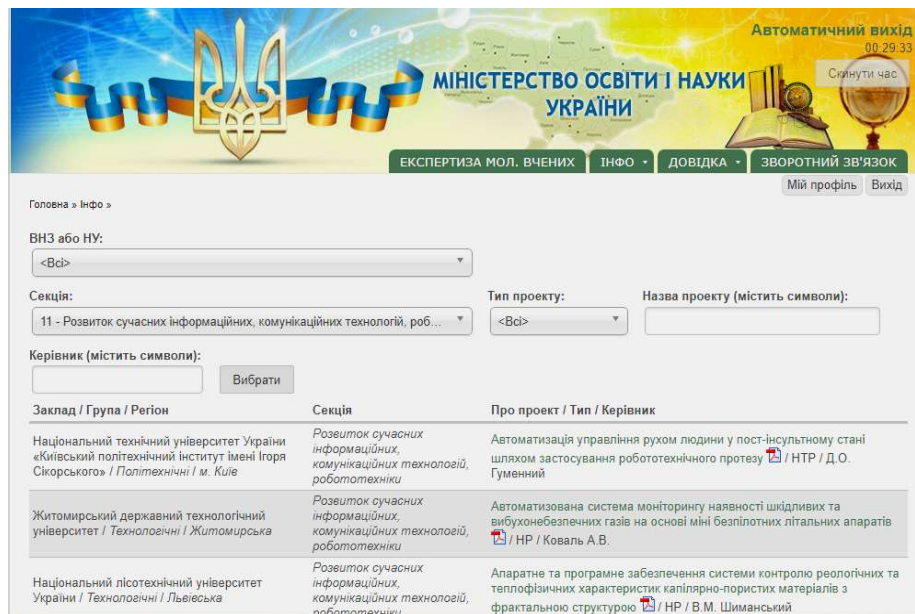 Автоматичний вихід
00:29:33
Скинути час
МІНІСТЕРСТВО ОСВІТИ І НАУКИ
УКРАЇНИ
ЕКСПЕРТИЗА МОЛ. ВЧЕНИХ ІНФО ДОВІДКА ЗВОРОТНИЙ ЗВ'ЯЗОК
Мій профіль Вихід
Головна » Інфо »
ВНЗ або НУ:
<Всі>
Секція: Тип проекту: Назва проекту (містить символи):
11 - Розвиток сучасних інформаційних, комунікаційних технологій, роб... <Всі>
Керівник (містить символи):
Вибрати
Заклад / Група / Регіон Секція Про проект / Тип / Керівник
Національний технічний університет України
«Київський політехнічний інститут імені Ігоря
Сікорського» / Політехнічні / м. Київ
Розвиток сучасних
інформаційних,
комунікаційних технологій,
робототехніки
Автоматизація управління рухом людини у пост-інсультному стані
шляхом застосування робототехнічного протезу / НТР / Д.О.
Гуменний
Житомирський державний технологічний
університет / Технологічні / Житомирська
Розвиток сучасних
інформаційних,
комунікаційних технологій,
робототехніки
Автоматизована система моніторингу наявності шкідливих та
вибухонебезпечних газів на основі міні безпілотних літальних апаратів
/ НР / Коваль А.В.
Національний лісотехнічний університет
України / Технологічні / Львівська
Розвиток сучасних
інформаційних,
комунікаційних технологій,
робототехніки
Апаратне та програмне забезпечення системи контролю реологічних та
теплофізичних характеристик капілярно-пористих матеріалів з
фрактальною структурою / НР / В.М. Шиманський